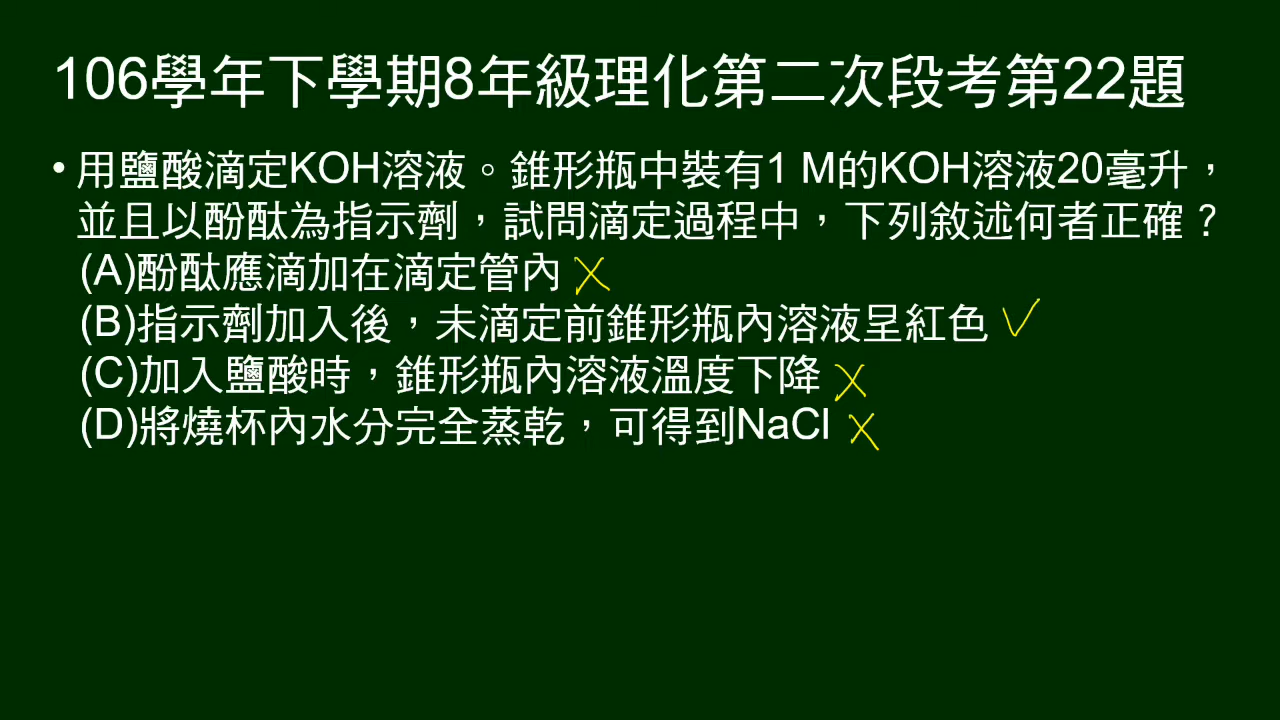 106學年下學期8年級理化第二次段考第22題
• 用鹽酸滴定KOH溶液。錐形瓶中裝有1 M的KOH溶液20毫升，
並且以酚酞為指示劑，試問滴定過程中，下列敘述何者正確？
(A)酚酞應滴加在滴定管內 X
(B)指示劑加入後，未滴定前錐形瓶內溶液呈紅色 ✓
(C)加入鹽酸時，錐形瓶內溶液溫度下降 X
(D)將燒杯內水分完全蒸乾，可得到NaCl X